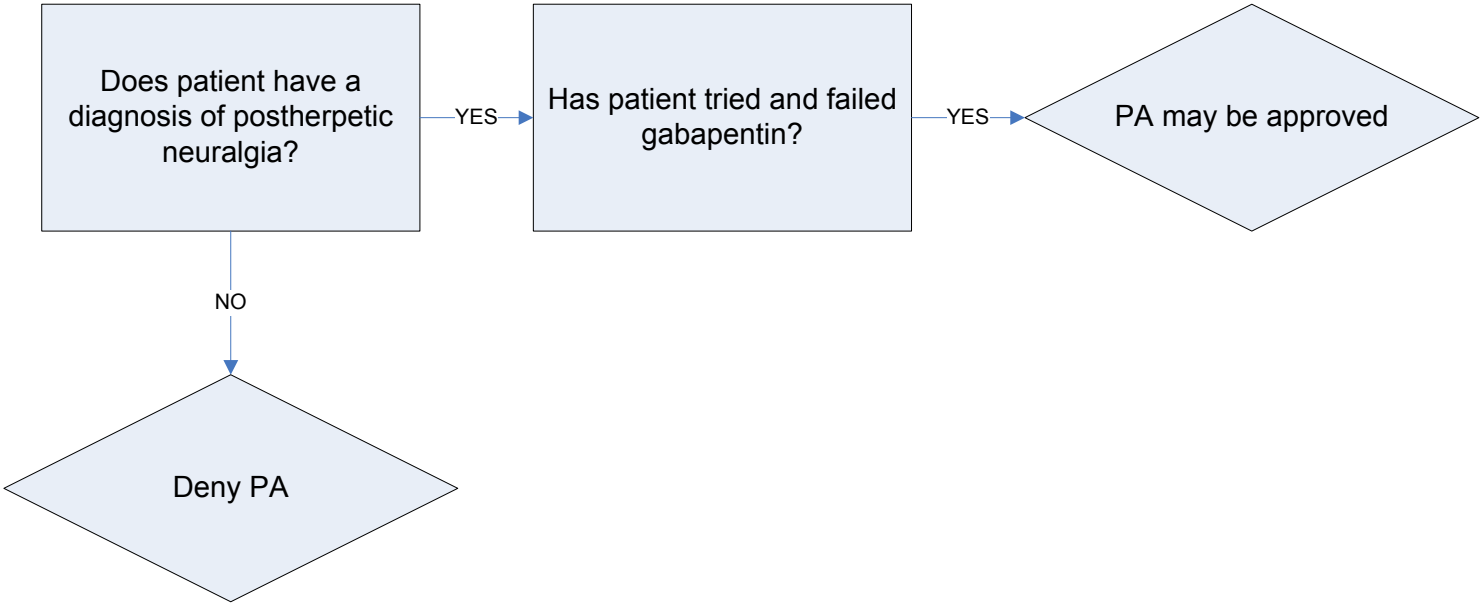 Does patient have a
diagnosis of postherpetic
neuralgia?
YES
Has patient tried and failed
gabapentin?
YES
PA may be approved
NO
Deny PA